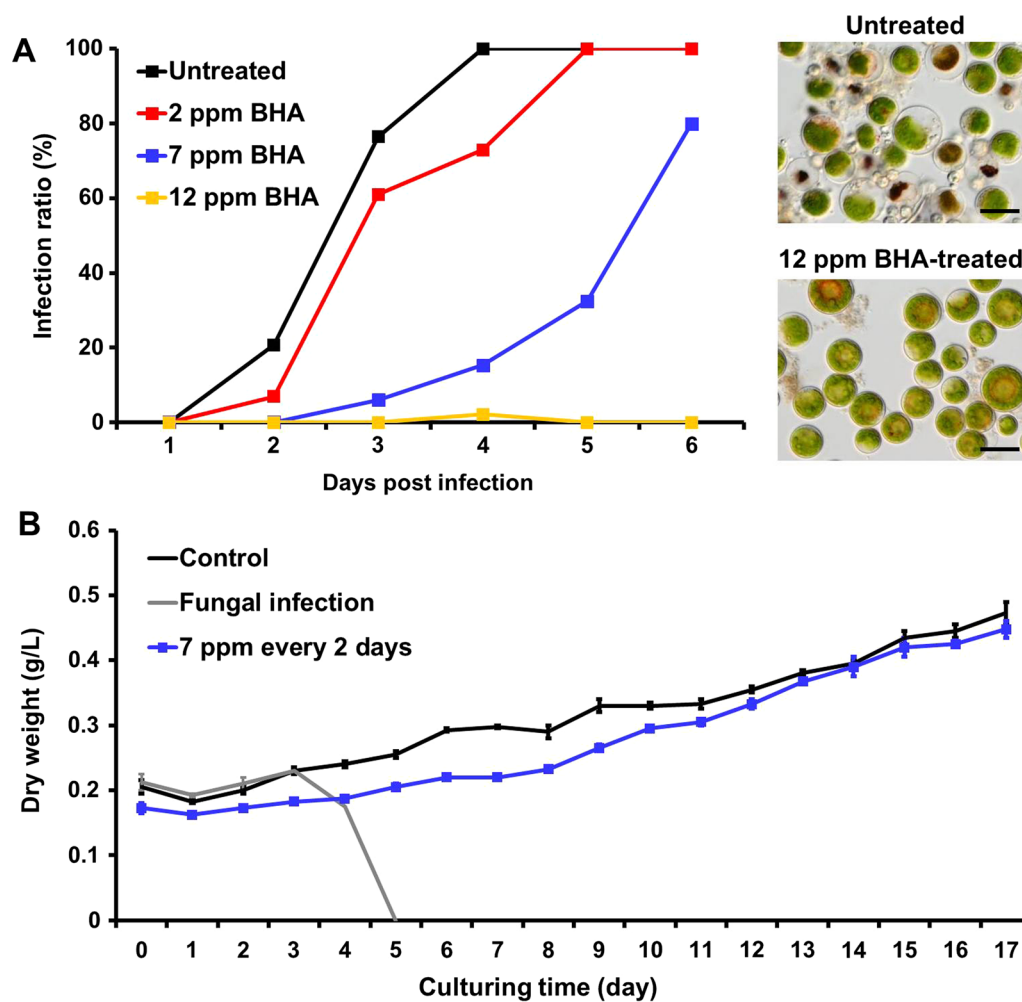 A
Untreated
2 ppm BHA
7 ppm BHA
12 ppm BHA
Infection ratio (%)
100
80
60
40
20
0
1 2 3 4 5 6
Days post infection
Untreated
12 ppm BHA-treated
B
Control
Fungal infection
7 ppm every 2 days
Dry weight (g/L)
0.6
0.5
0.4
0.3
0.2
0.1
0
0 1 2 3 4 5 6 7 8 9 10 11 12 13 14 15 16 17
Culturing time (day)